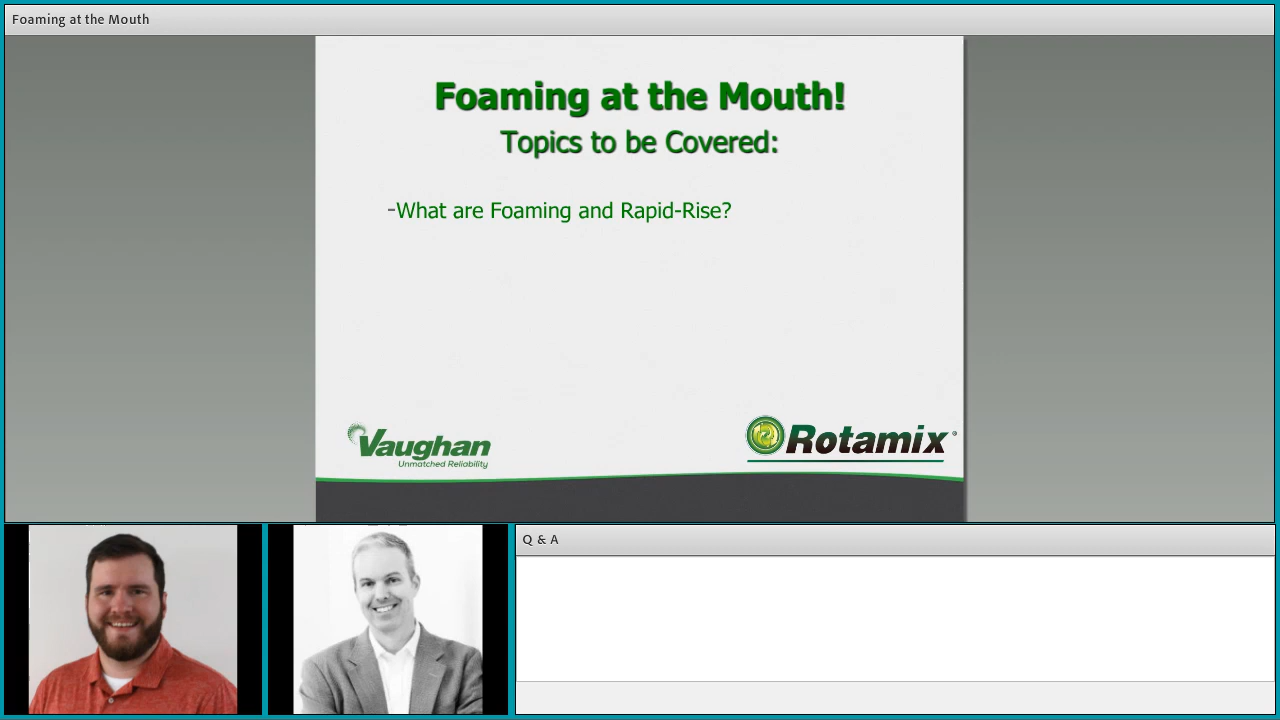 Foaming at the Mouth
Foaming at the Mouth!
Topics to be Covered:
-What are Foaming and Rapid-Rise?
Vaughan
Unmatched Reliability
Rotamix®
Q & A